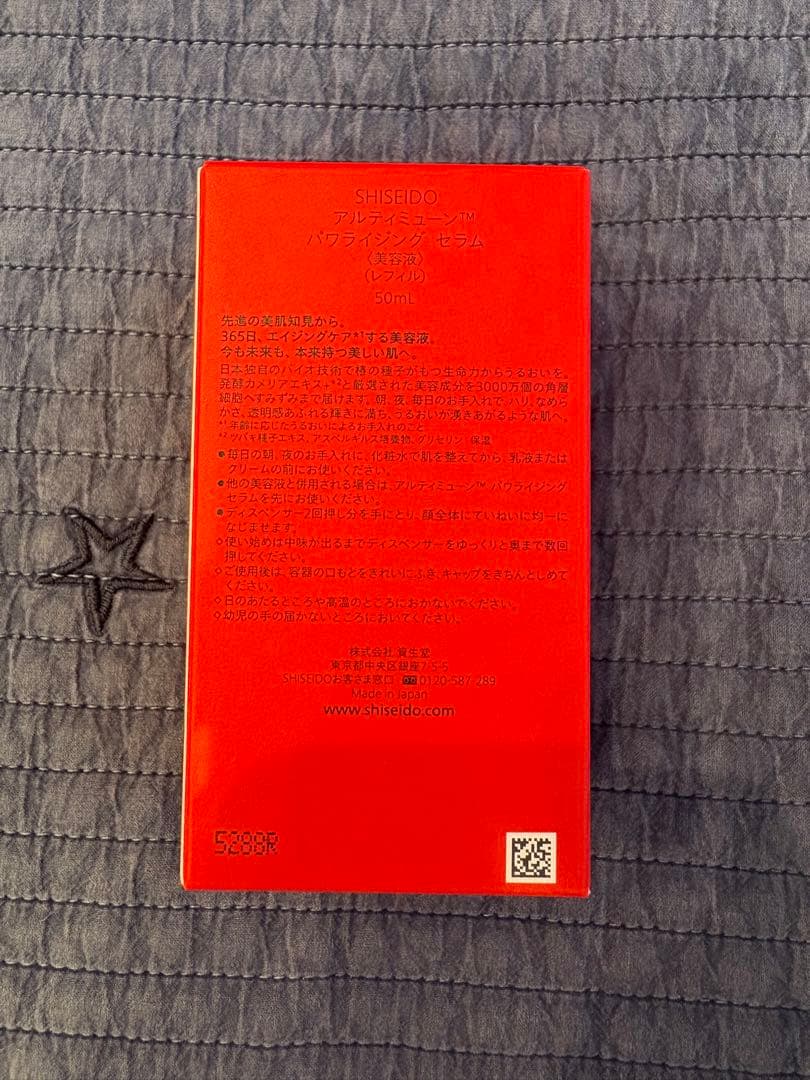 SHISEIDO
アルティミューン™
パワライジング セラム
〈美容液〉
(レフィル)
50mL
先進の美肌知見から。
365日、エイジングケア*¹する美容液。
今も未来も、本来持つ美しい肌へ。
日本独自のバイオ技術で椿の種子がもつ生命力からうるおいを。
発酵カメリアエキス+*²と厳選された美容成分を3000万個の角層
細胞へすみずみまで届けます。朝、夜、毎日のお手入れで、ハリ、なめら
かさ、透明感あふれる輝きに満ち、うるおいが湧きあがるような肌へ。
*¹ 年齢に応じたうるおいによるお手入れのこと
*² ツバキ種子エキス、アスペルギルス培養物、グリセリン 保湿
●毎日の朝、夜のお手入れに、化粧水で肌を整えてから、乳液または
クリームの前にお使いください。
●他の美容液と併用される場合は、アルティミューン™ パワライジング
セラムを先にお使いください。
●ディスペンサー2回押し分を手にとり、顔全体にていねいに均一に
なじませます。
◇使い始めは中味が出るまでディスペンサーをゆっくりと奥まで数回
押してください。
◇ご使用後は、容器の口もとをきれいにふき、キャップをきちんとしめて
ください。
◇日のあたるところや高温のところにおかないでください。
◇幼児の手の届かないところにおいてください。
株式会社 資生堂
東京都中央区銀座7-5-5
SHISEIDOお客さま窓口 0120-587-289
Made in Japan
www.shiseido.com
5288R